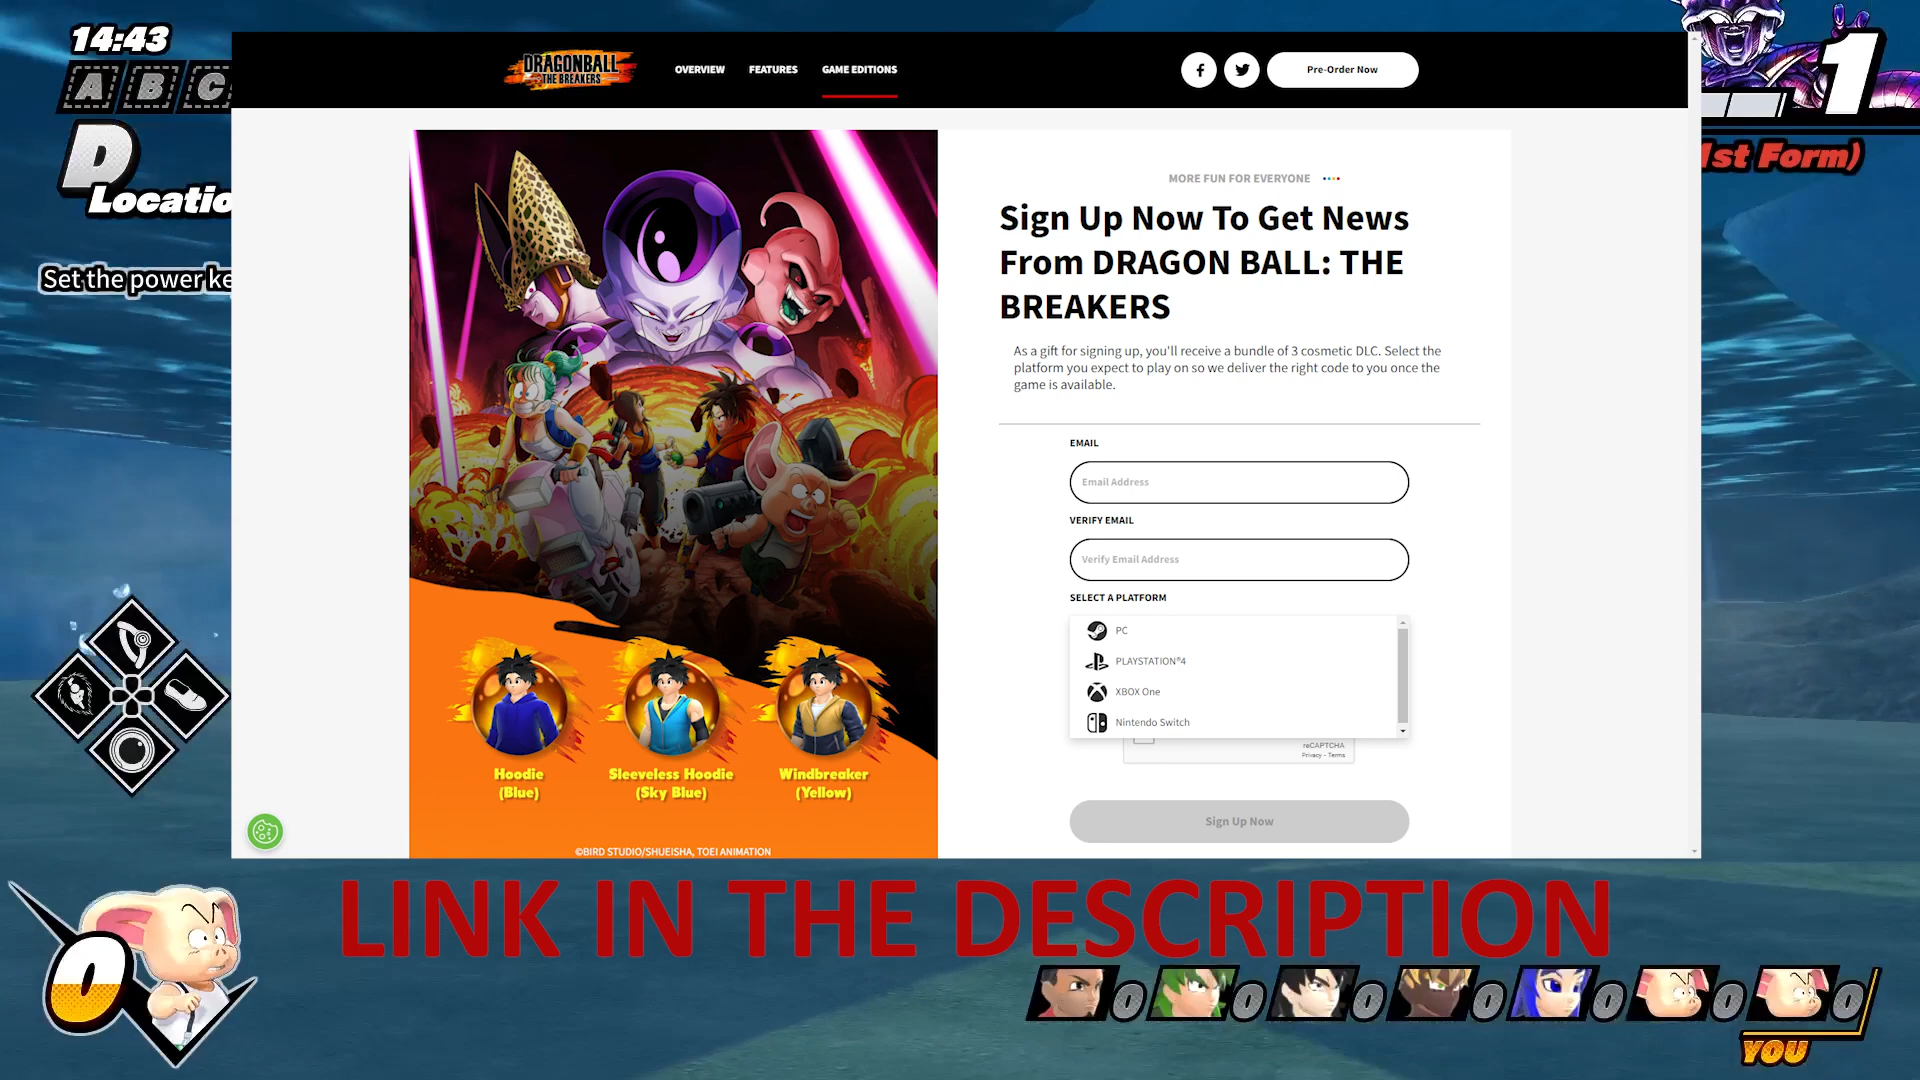 14:43
A B C
D
Locatio
Set the power ke
DRAGONBALL
THE BREAKERS
OVERVIEW
FEATURES
GAME EDITIONS
Pre-Order Now
1
1st Form)
MORE FUN FOR EVERYONE
Sign Up Now To Get News
From DRAGON BALL: THE
BREAKERS
As a gift for signing up, you'll receive a bundle of 3 cosmetic DLC. Select the
platform you expect to play on so we deliver the right code to you once the
game is available.
EMAIL
Email Address
VERIFY EMAIL
Verify Email Address
SELECT A PLATFORM
PC
PLAYSTATION®4
XBOX One
Nintendo Switch
reCAPTCHA
Privacy - Terms
Sign Up Now
Hoodie
(Blue)
Sleeveless Hoodie
(Sky Blue)
Windbreaker
(Yellow)
©BIRD STUDIO/SHUEISHA, TOEI ANIMATION
LINK IN THE DESCRIPTION
0
0 0 0 0 0 0 0
YOU